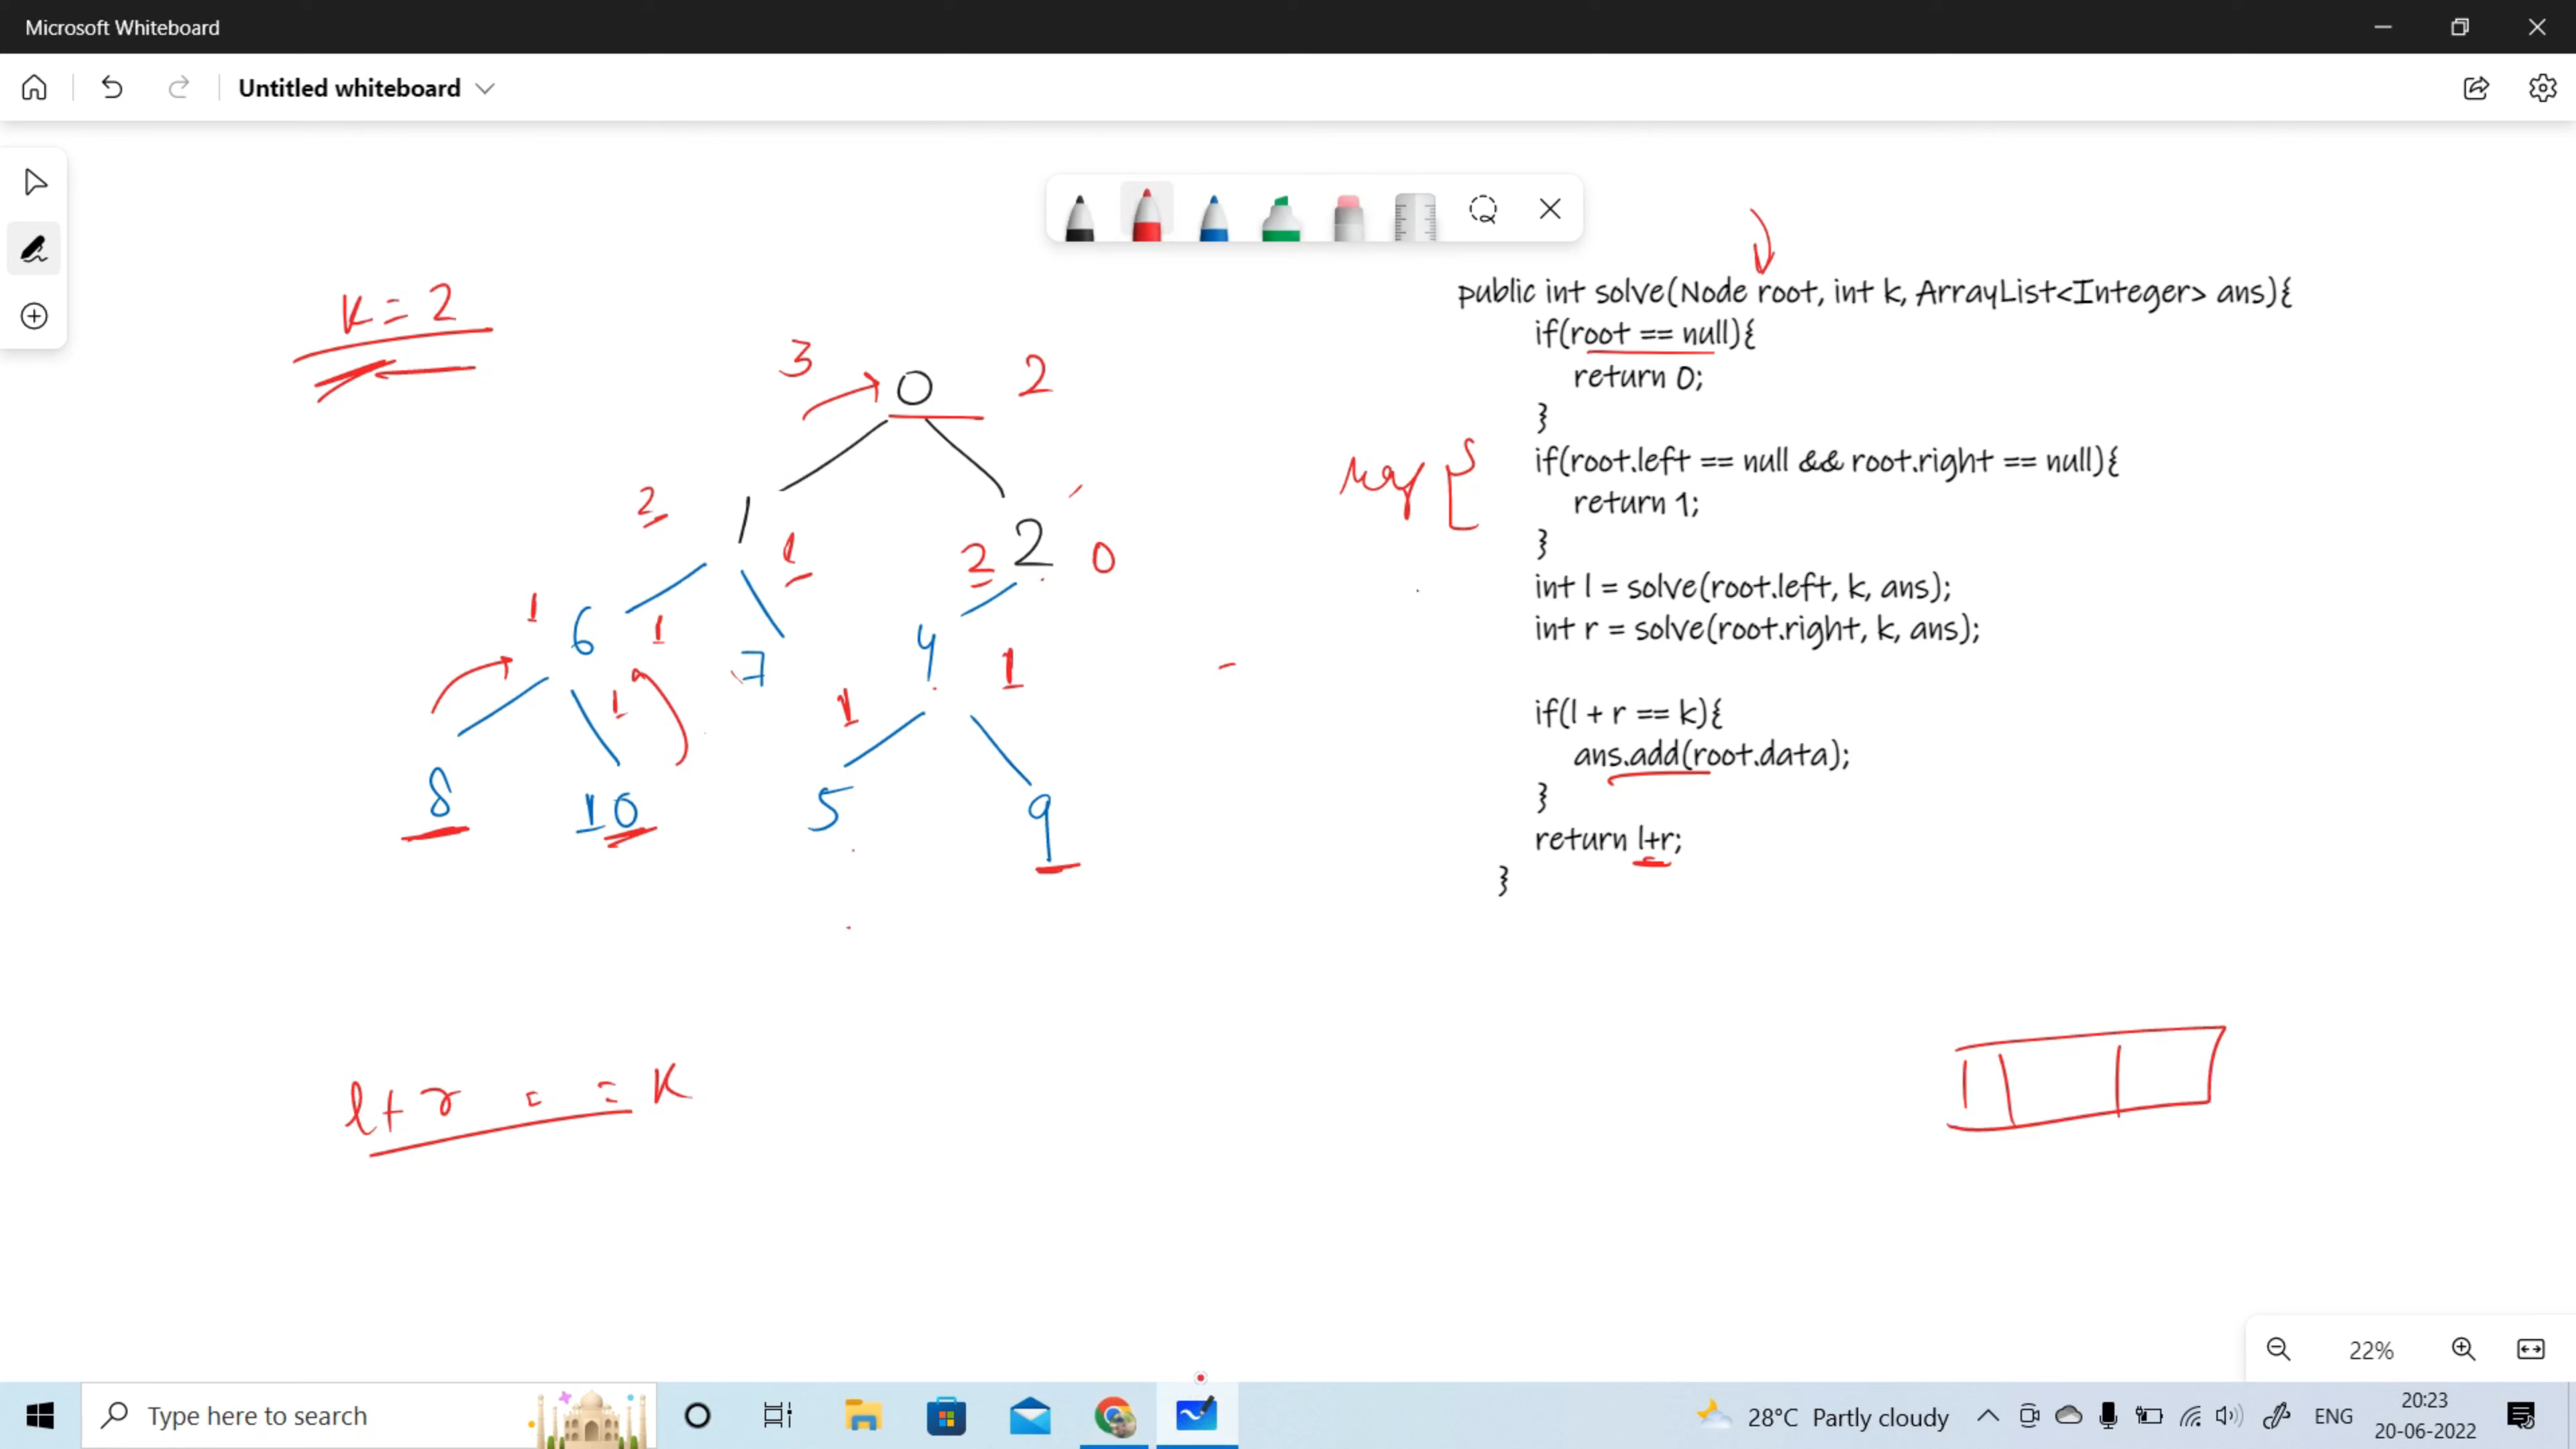 Microsoft Whiteboard
Untitled whiteboard
K = 2
3
0
2
2
1
1
2
2
0
1
6
1
7
4
1
1
1
8
10
5
9
l + r = = K
public int solve(Node root, int k, ArrayList<Integer> ans){
if(root == null){
return 0;
}
if(root.left == null && root.right == null){
return 1;
}
int l = solve(root.left, k, ans);
int r = solve(root.right, k, ans);
if(l + r == k){
ans.add(root.data);
}
return l+r;
}
22%
Type here to search
28°C Partly cloudy
ENG
20:23
20-06-2022